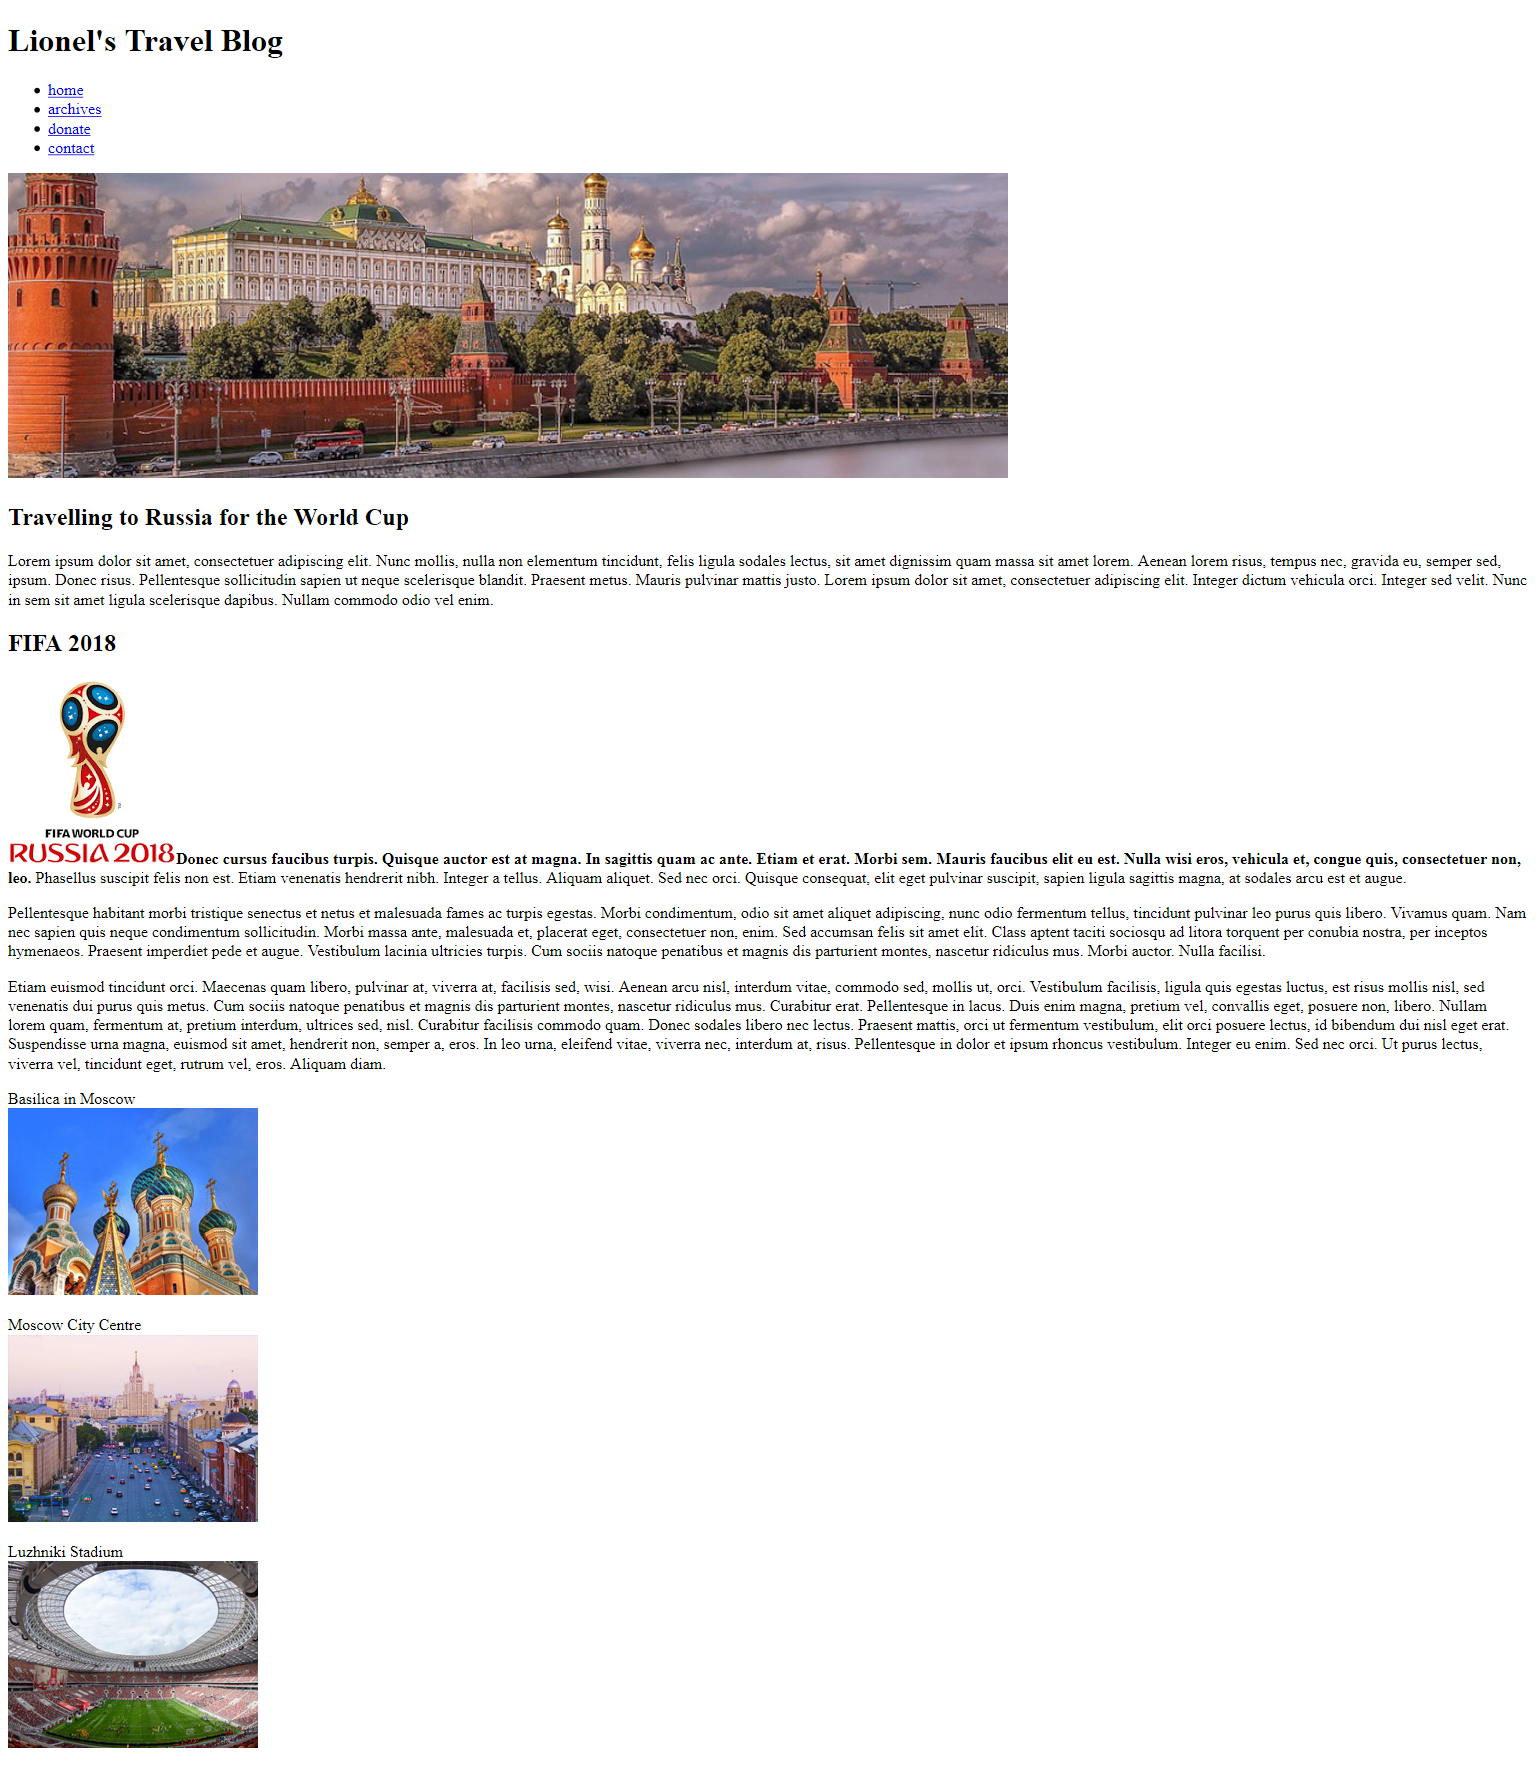 Lionel's Travel Blog
home
archives
donate
contact
Travelling to Russia for the World Cup
Lorem ipsum dolor sit amet, consectetuer adipiscing elit. Nunc mollis, nulla non elementum tincidunt, felis ligula sodales lectus, sit amet dignissim quam massa sit amet lorem. Aenean lorem risus, tempus nec, gravida eu, semper sed,
ipsum. Donec risus. Pellentesque sollicitudin sapien ut neque scelerisque blandit. Praesent metus. Mauris pulvinar mattis justo. Lorem ipsum dolor sit amet, consectetuer adipiscing elit. Integer dictum vehicula orci. Integer sed velit. Nunc
in sem sit amet ligula scelerisque dapibus. Nullam commodo odio vel enim.
FIFA 2018
FIFA WORLD CUP
RUSSIA 2018
Donec cursus faucibus turpis. Quisque auctor est at magna. In sagittis quam ac ante. Etiam et erat. Morbi sem. Mauris faucibus elit eu est. Nulla wisi eros, vehicula et, congue quis, consectetuer non,
leo. Phasellus suscipit felis non est. Etiam venenatis hendrerit nibh. Integer a tellus. Aliquam aliquet. Sed nec orci. Quisque consequat, elit eget pulvinar suscipit, sapien ligula sagittis magna, at sodales arcu est et augue.
Pellentesque habitant morbi tristique senectus et netus et malesuada fames ac turpis egestas. Morbi condimentum, odio sit amet aliquet adipiscing, nunc odio fermentum tellus, tincidunt pulvinar leo purus quis libero. Vivamus quam. Nam
nec sapien quis neque condimentum sollicitudin. Morbi massa ante, malesuada et, placerat eget, consectetuer non, enim. Sed accumsan felis sit amet elit. Class aptent taciti sociosqu ad litora torquent per conubia nostra, per inceptos
hymenaeos. Praesent imperdiet pede et augue. Vestibulum lacinia ultricies turpis. Cum sociis natoque penatibus et magnis dis parturient montes, nascetur ridiculus mus. Morbi auctor. Nulla facilisi.
Etiam euismod tincidunt orci. Maecenas quam libero, pulvinar at, viverra at, facilisis sed, wisi. Aenean arcu nisl, interdum vitae, commodo sed, mollis ut, orci. Vestibulum facilisis, ligula quis egestas luctus, est risus mollis nisl, sed
venenatis dui purus quis metus. Cum sociis natoque penatibus et magnis dis parturient montes, nascetur ridiculus mus. Curabitur erat. Pellentesque in lacus. Duis enim magna, pretium vel, convallis eget, posuere non, libero. Nullam
lorem quam, fermentum at, pretium interdum, ultrices sed, nisl. Curabitur facilisis commodo quam. Donec sodales libero nec lectus. Praesent mattis, orci ut fermentum vestibulum, elit orci posuere lectus, id bibendum dui nisl eget erat.
Suspendisse urna magna, euismod sit amet, hendrerit non, semper a, eros. In leo urna, eleifend vitae, viverra nec, interdum at, risus. Pellentesque in dolor et ipsum rhoncus vestibulum. Integer eu enim. Sed nec orci. Ut purus lectus,
viverra vel, tincidunt eget, rutrum vel, eros. Aliquam diam.
Basilica in Moscow
Moscow City Centre
Luzhniki Stadium